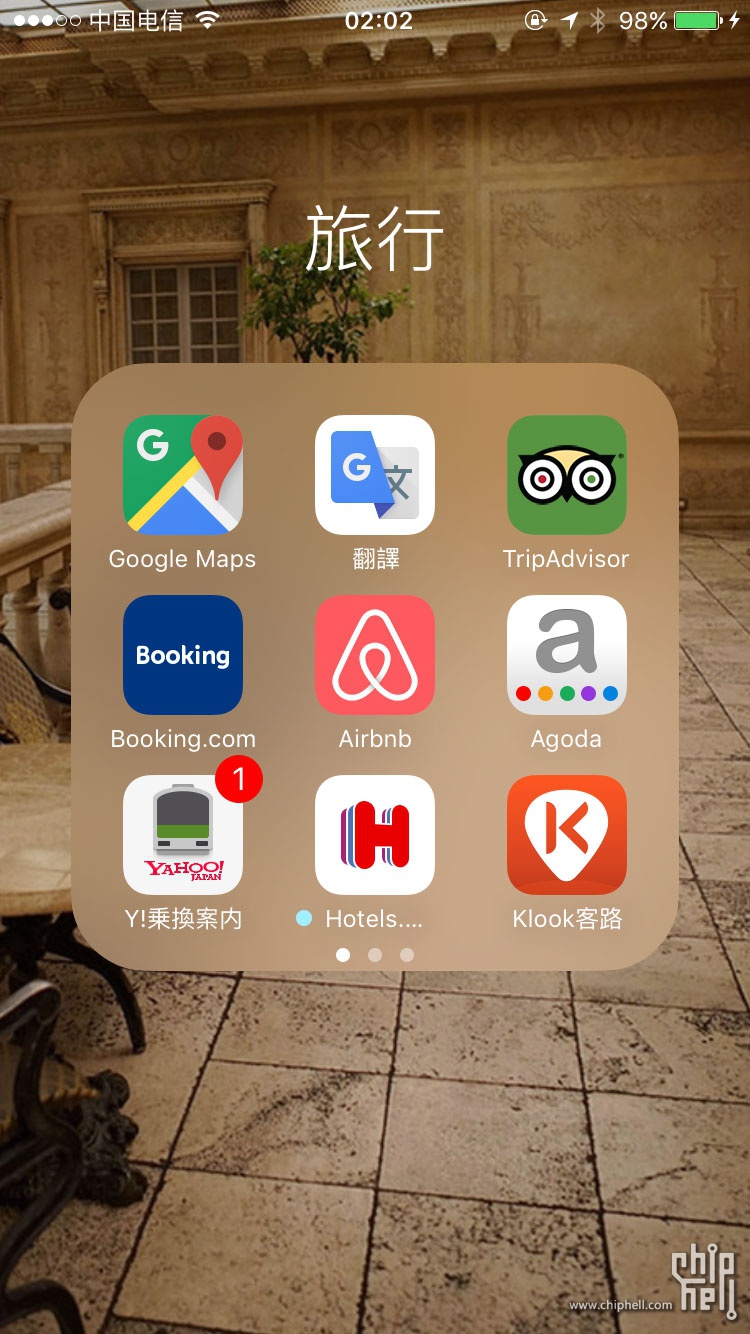 中国电信 02:02 98%
旅行
G
G 文
Google Maps 翻譯 TripAdvisor
Booking a
Booking.com Airbnb Agoda
1
YAHOO!
JAPAN
H K
Y!乗換案内 Hotels.... Klook客路
www.chiphell.com
chip
hell